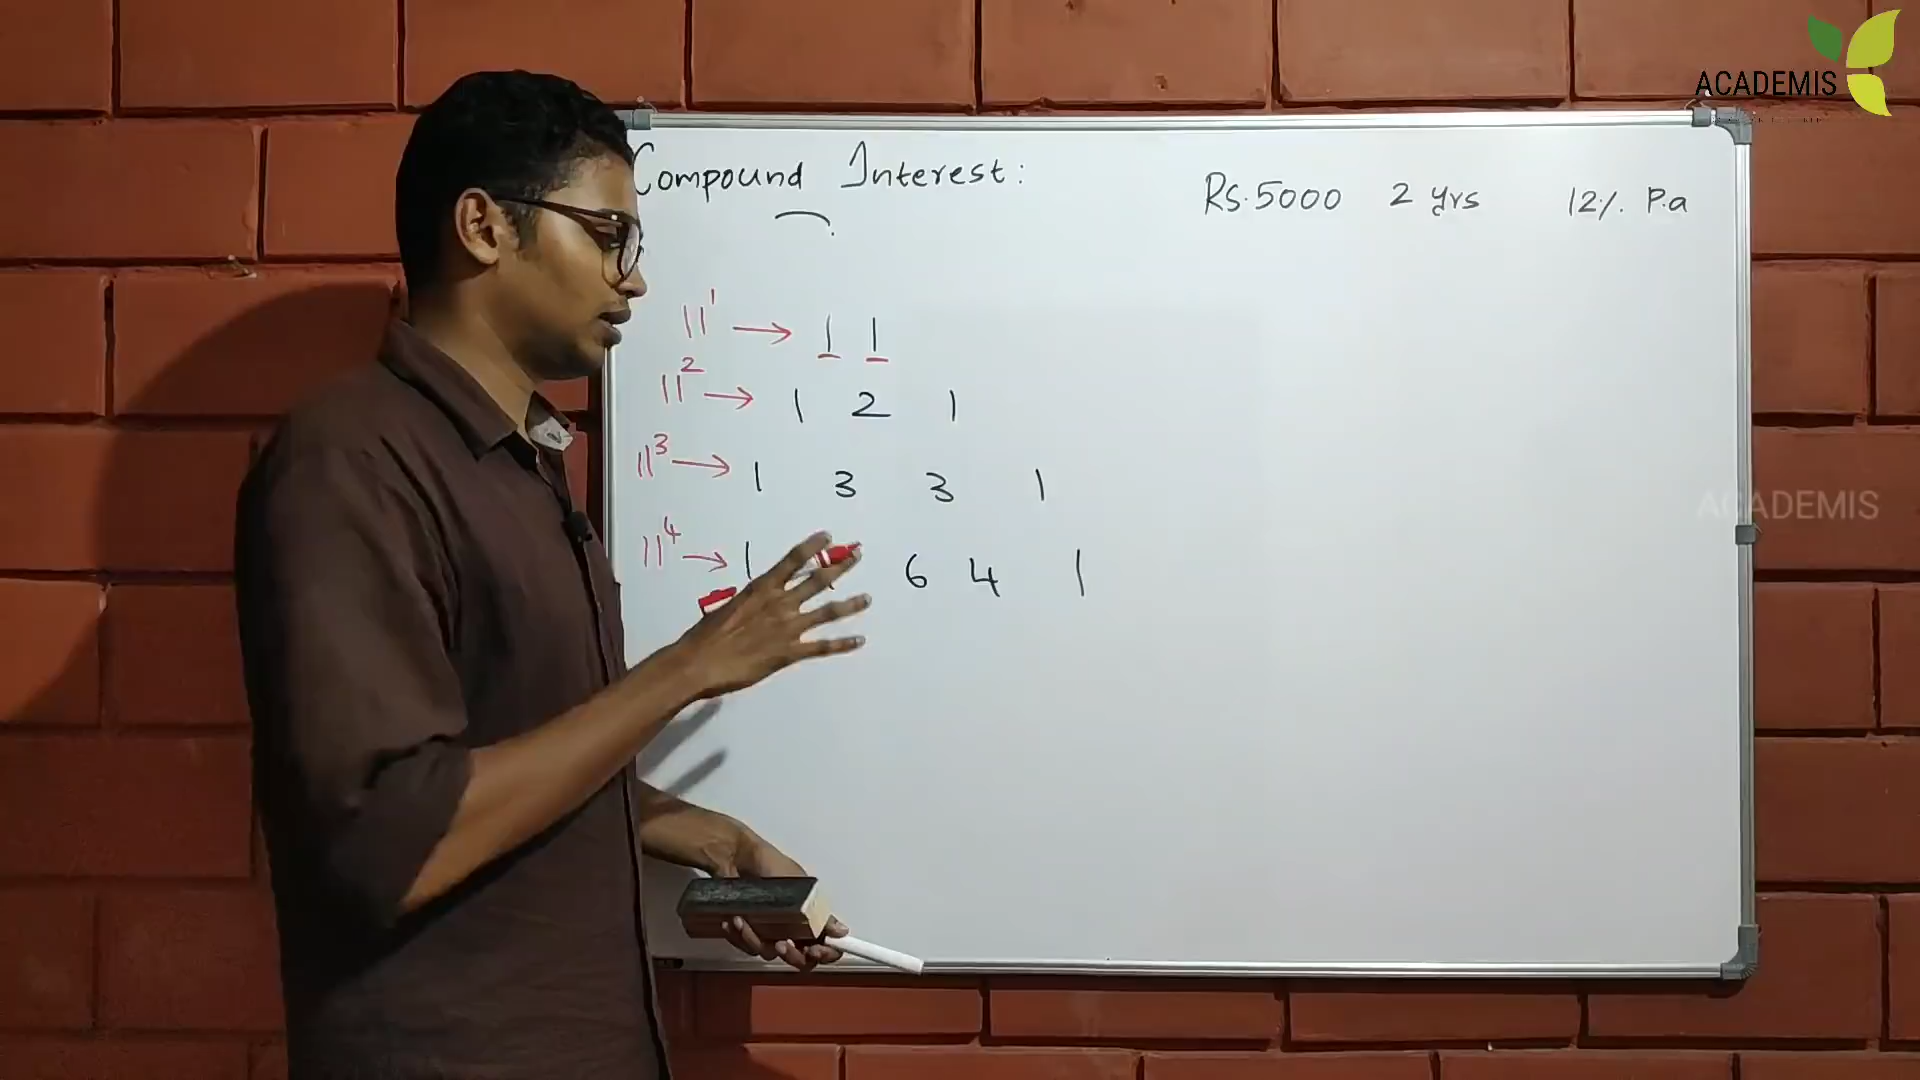 ACADEMIS
Compound Interest:
Rs.5000 2 yrs 12%. P.a
11¹ → 1 1
11² → 1 2 1
11³ → 1 3 3 1
11⁴ → 1 6 4 1
ACADEMIS